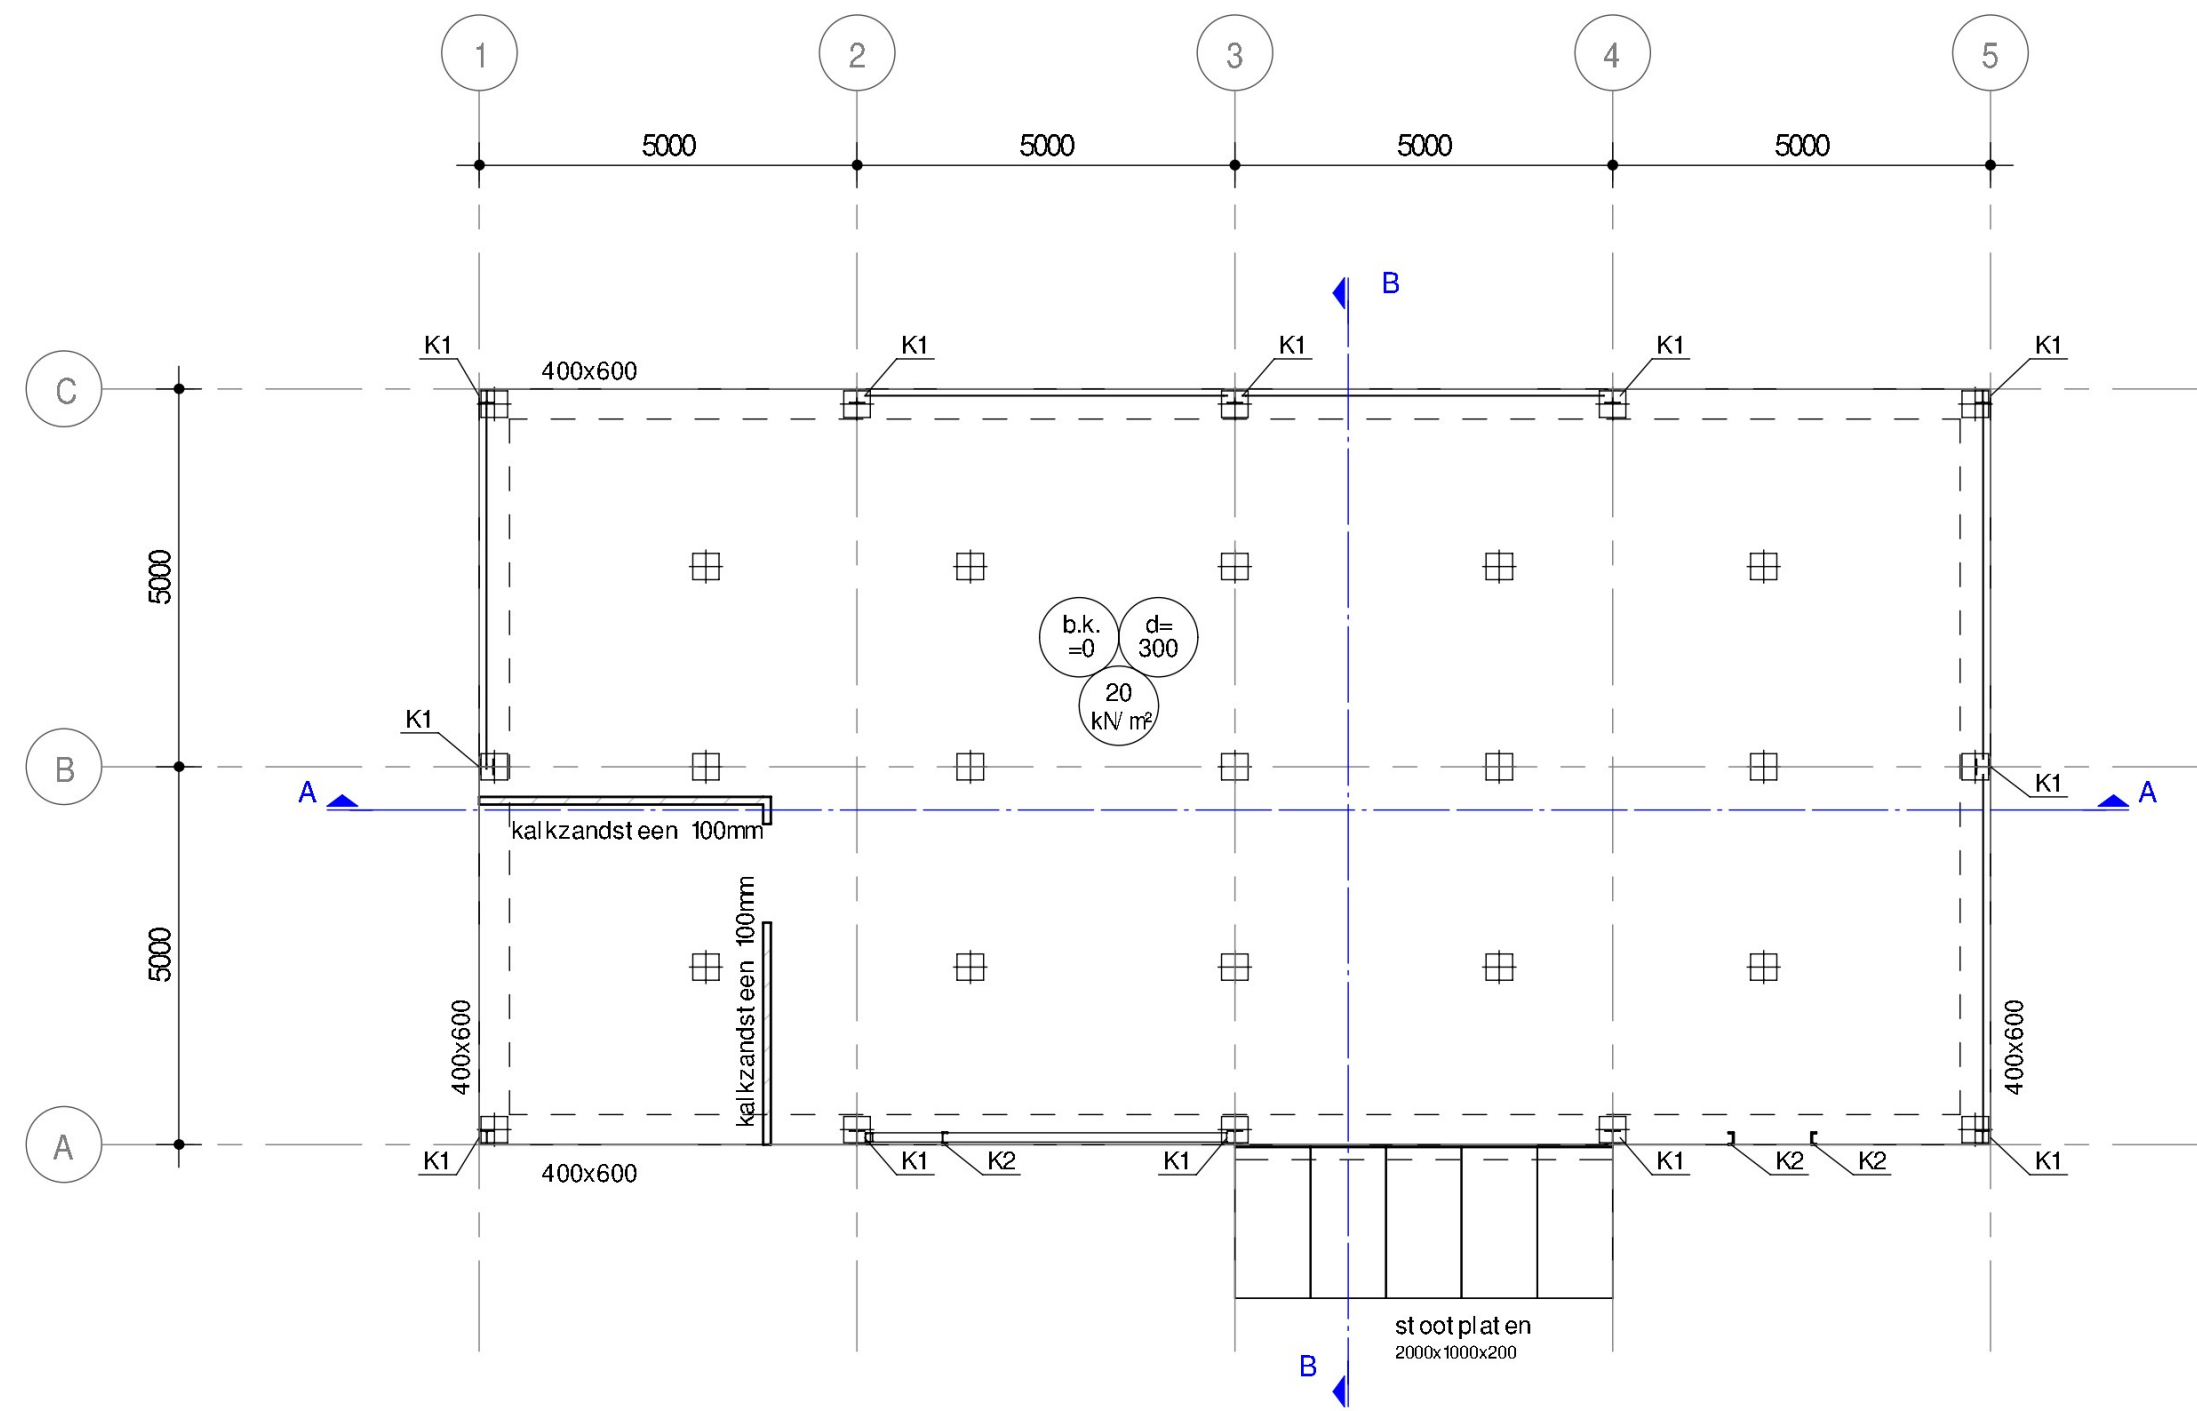 1 2 3 4 5
5000 5000 5000 5000
B
K1 K1 K1 K1 K1
400x600
C
b.k. d=
=0 300
5000
20
kN/m²
K1
B
K1
A A
kalkzandsteen 100mm
kalkzandsteen 100mm
5000
400x600 400x600
A
K1 K1 K2 K1 K1 K2 K2 K1
400x600
stootplaten
2000x1000x200
B